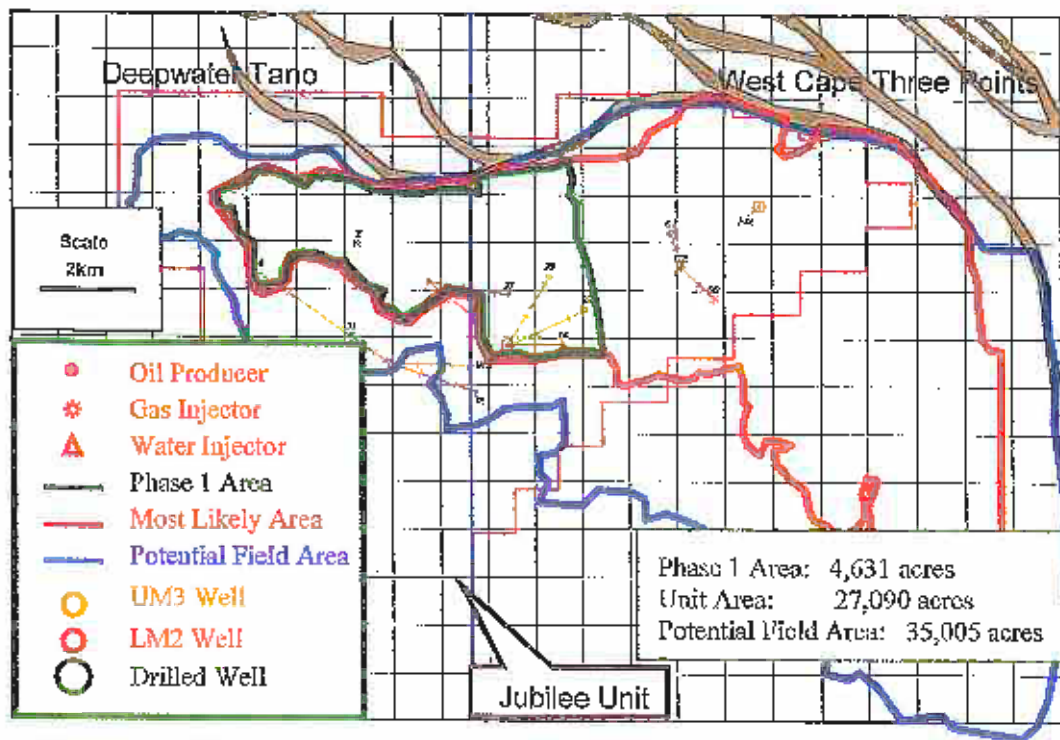 Deepwater Tano
West Cape Three Points
Scale
2km
Oil Producer
Gas Injector
Water Injector
Phase 1 Area
Most Likely Area
Potential Field Area
UM3 Well
LM2 Well
Drilled Well
Phase 1 Area: 4,631 acres
Unit Area: 27,090 acres
Potential Field Area: 35,005 acres
Jubilee Unit